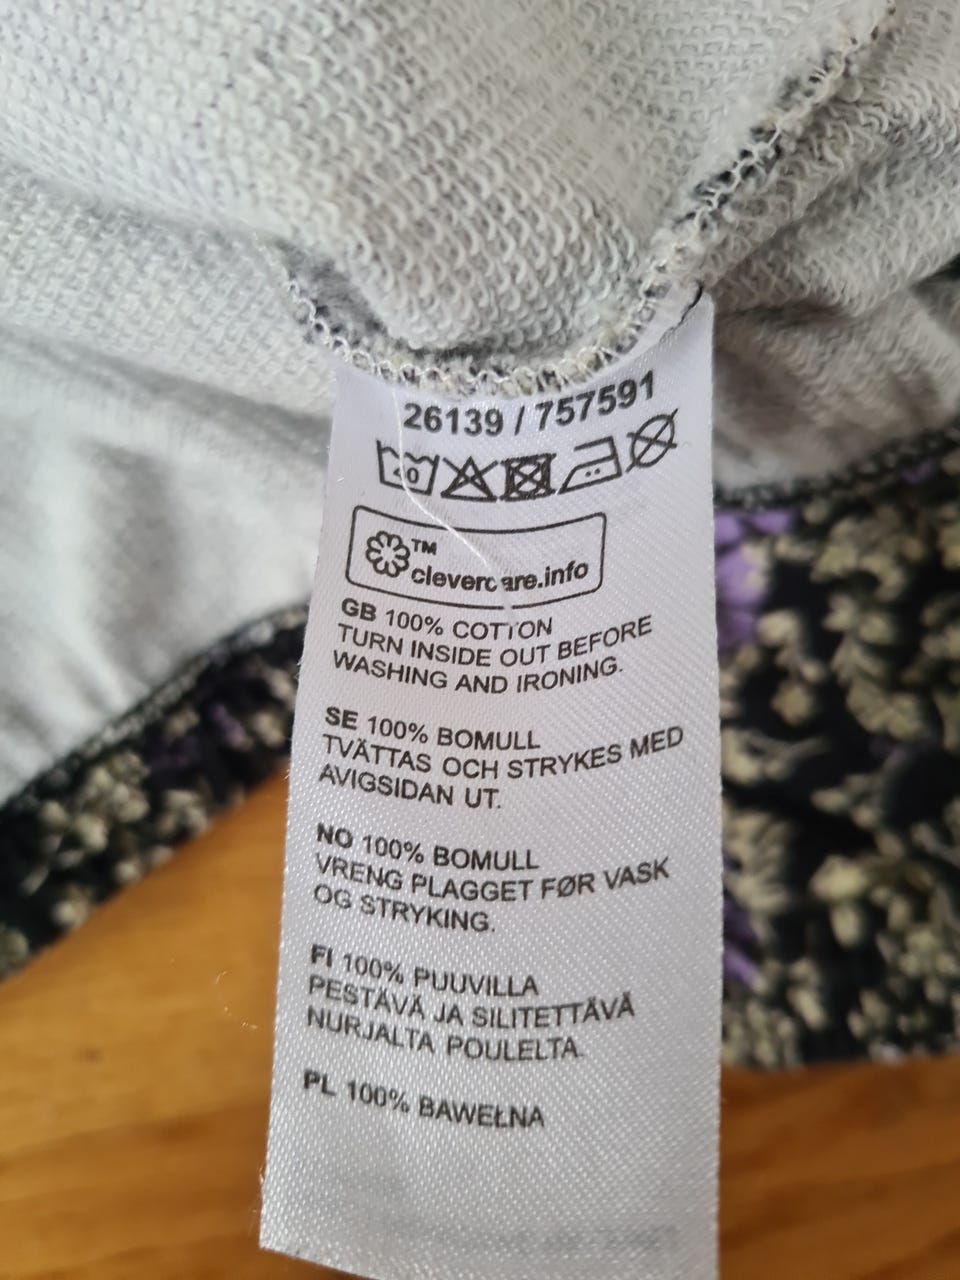 26139 / 757591
40
TM
clevercare.info
GB 100% COTTON
TURN INSIDE OUT BEFORE
WASHING AND IRONING.
SE 100% BOMULL
TVÄTTAS OCH STRYKES MED
AVIGSIDAN UT.
NO 100% BOMULL
VRENG PLAGGET FØR VASK
OG STRYKING.
FI 100% PUUVILLA
PESTÄVÄ JA SILITETTÄVÄ
NURJALTA POULELTA.
PL 100% BAWEŁNA